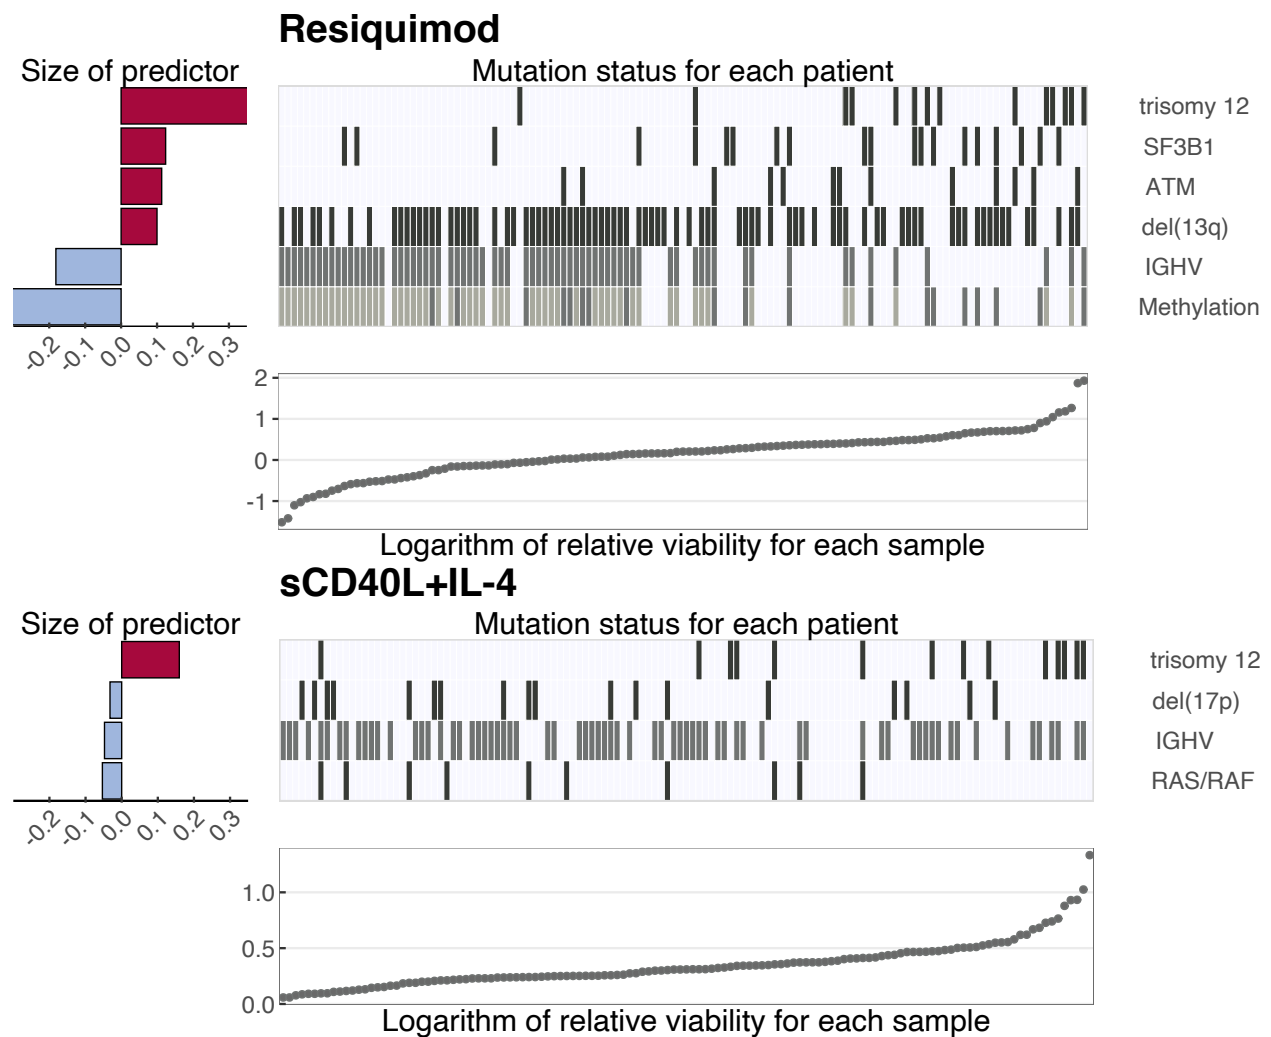 Resiquimod
Size of predictor
Mutation status for each patient
trisomy 12
SF3B1
ATM
del(13q)
IGHV
Methylation
-0.2
-0.1
0.0
0.1
0.2
0.3
2
1
0
-1
Logarithm of relative viability for each sample
sCD40L+IL-4
Size of predictor
Mutation status for each patient
trisomy 12
del(17p)
IGHV
RAS/RAF
-0.2
-0.1
0.0
0.1
0.2
0.3
1.0
0.5
0.0
Logarithm of relative viability for each sample